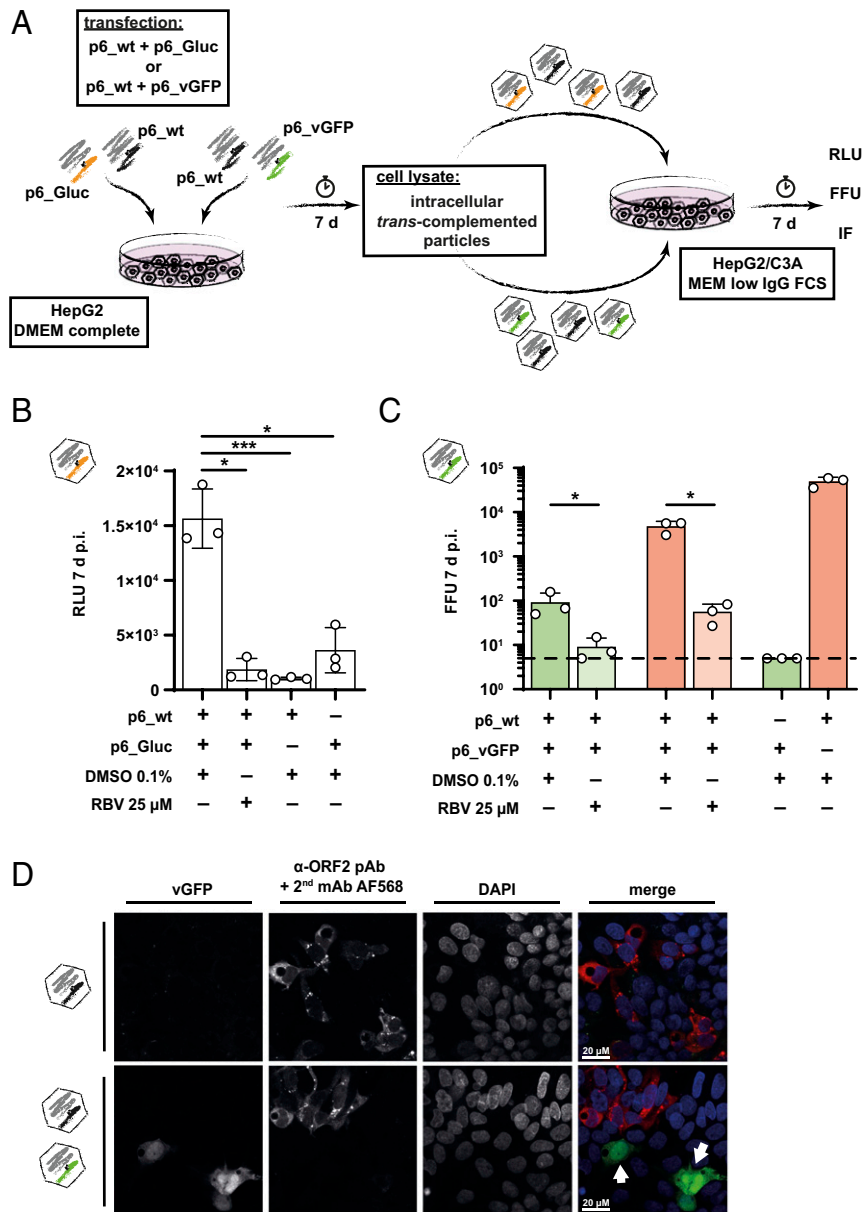 A
transfection:
p6_wt + p6_Gluc
or
p6_wt + p6_vGFP
p6_wt
p6_vGFP
p6_Gluc
p6_wt
7 d
cell lysate:
intracellular
trans-complemented
particles
HepG2
DMEM complete
7 d
RLU
FFU
IF
HepG2/C3A
MEM low IgG FCS
B
*
***
*
RLU 7 d p.i.
2×10⁴
1.5×10⁴
1×10⁴
5×10³
0
p6_wt + + + –
p6_Gluc + + – +
DMSO 0.1% + – + +
RBV 25 µM – + – –
C
* *
FFU 7 d p.i.
10⁵
10⁴
10³
10²
10¹
10⁰
p6_wt + + + + – +
p6_vGFP + + + + + –
DMSO 0.1% + – + – + +
RBV 25 µM – + – + – –
D
vGFP
α-ORF2 pAb
+ 2nd mAb AF568
DAPI
merge
20 µM
20 µM